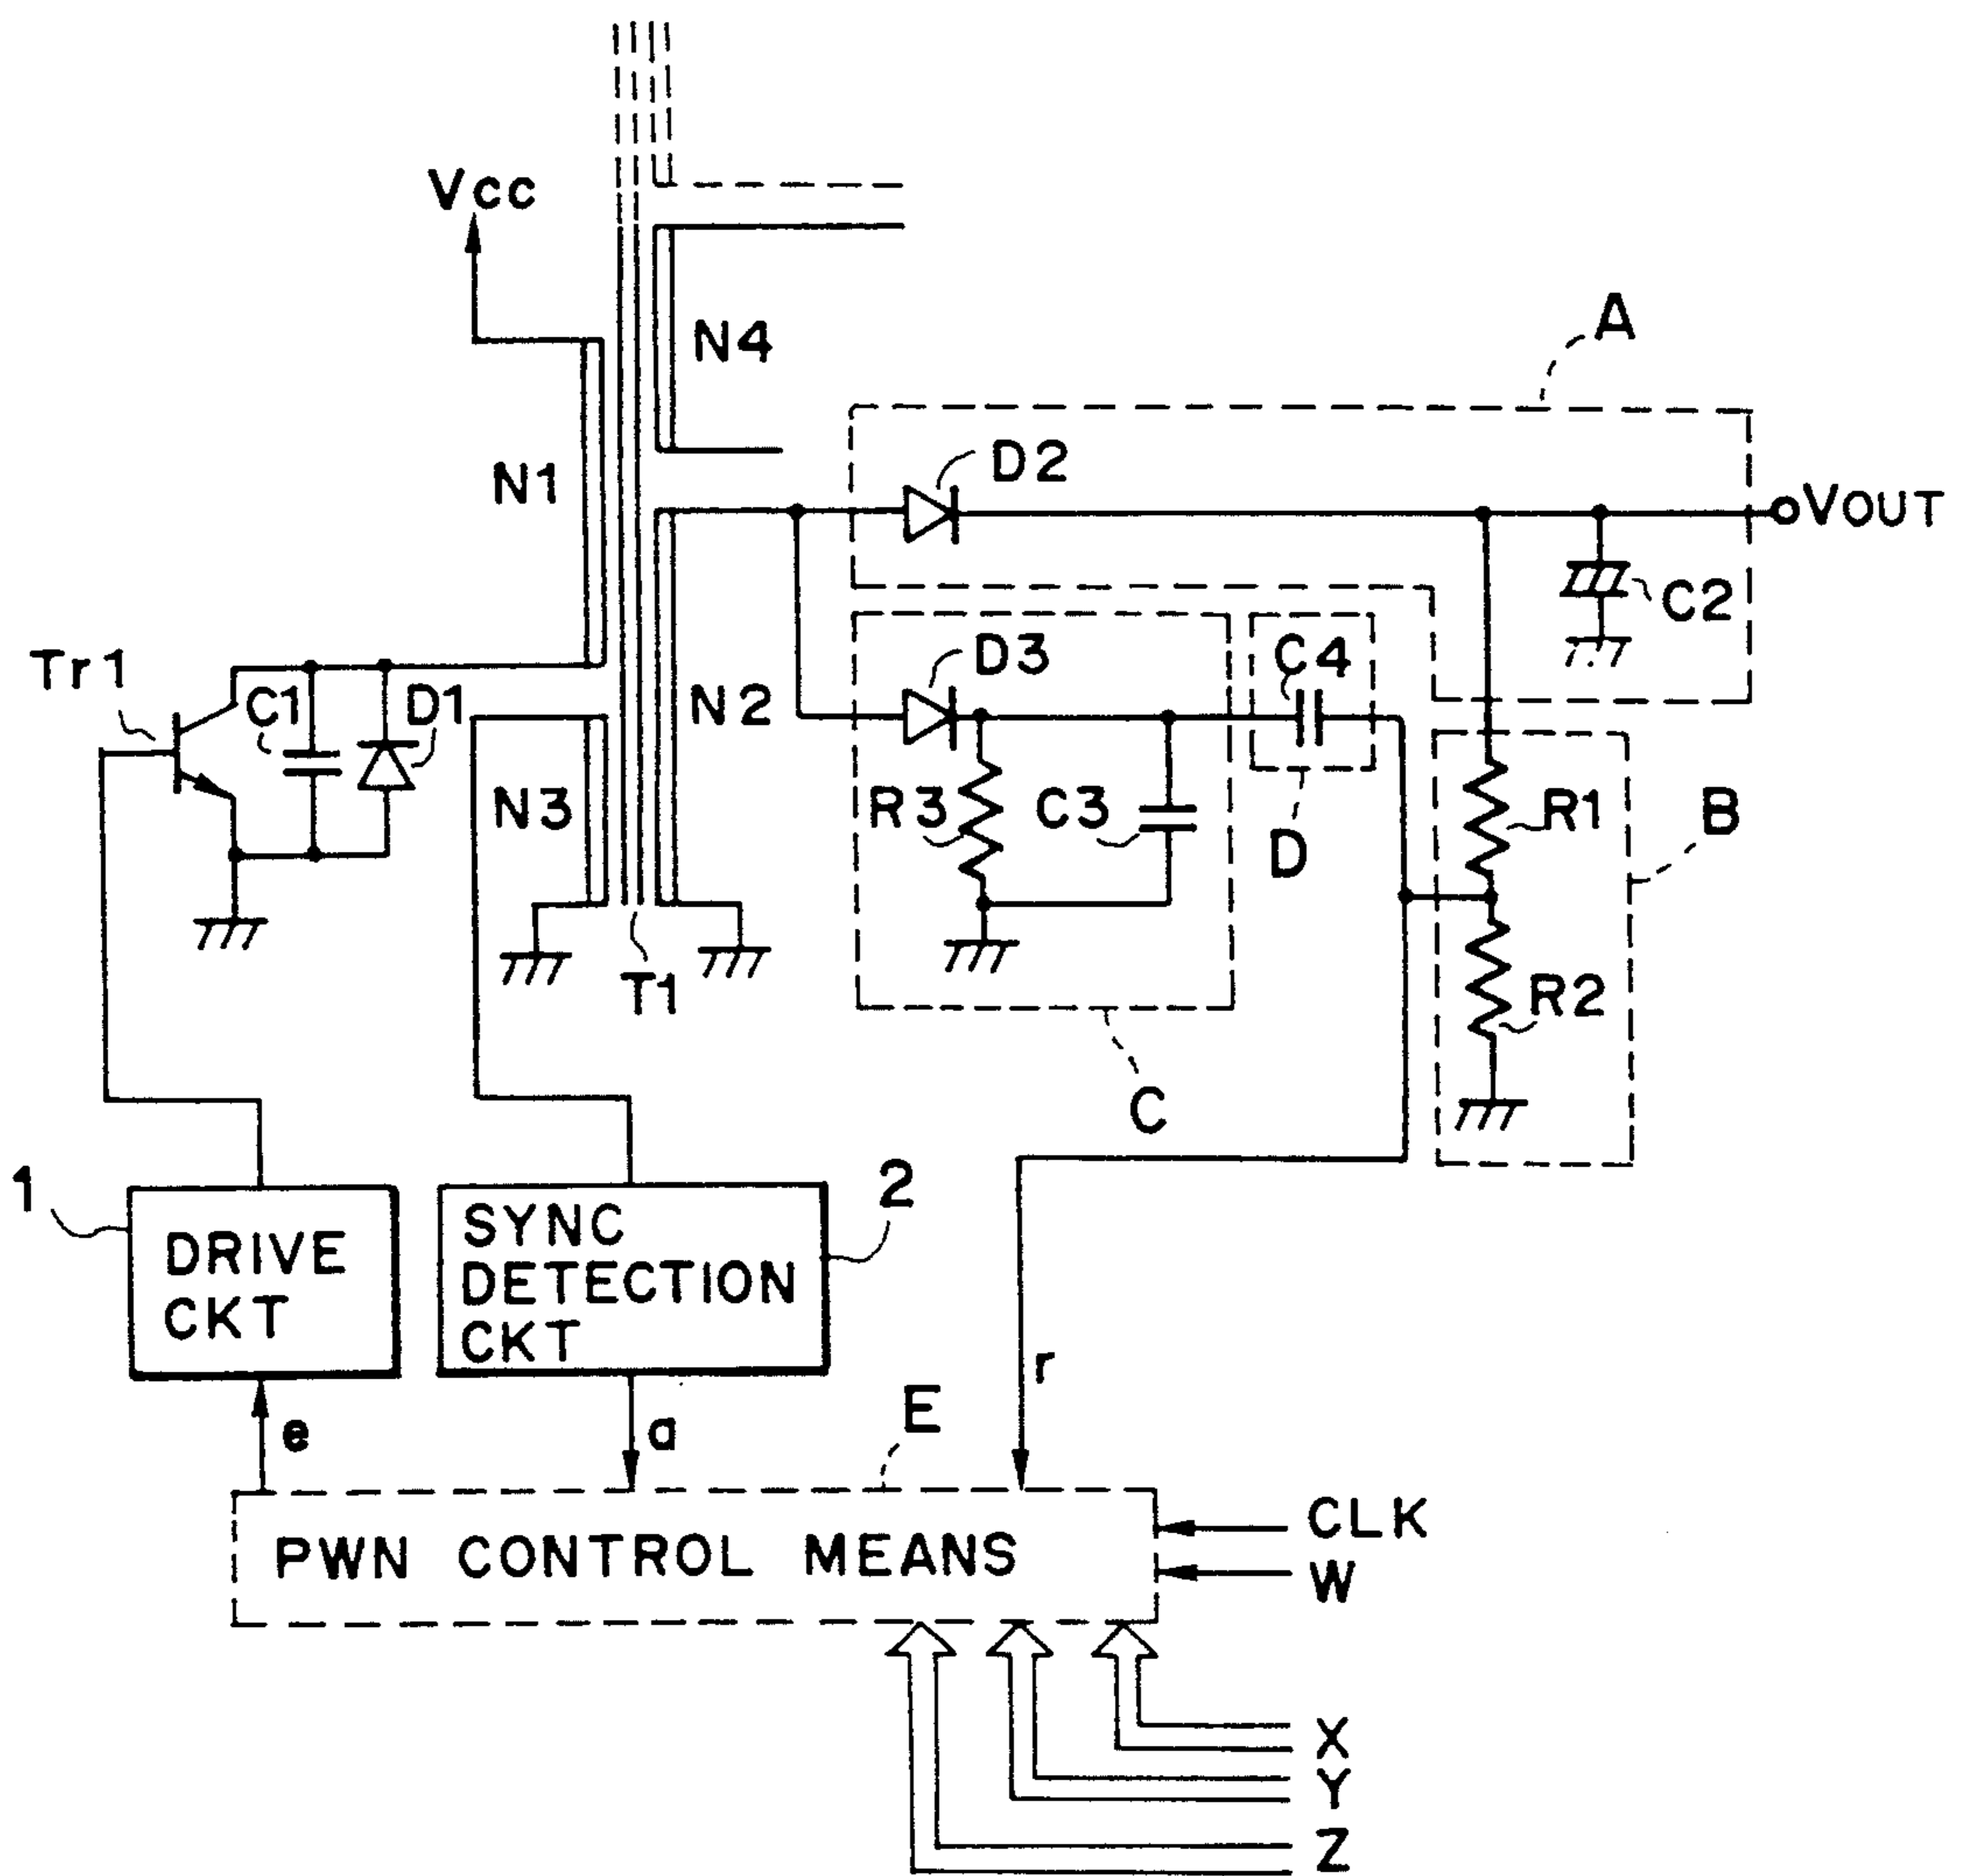 Vcc
N4
A
D2
N1
VOUT
C2
Tr1
C1
D1
N2
D3
C4
N3
R3
C3
D
R1
B
R2
T1
C
1
DRIVE
CKT
2
SYNC
DETECTION
CKT
r
e
a
E
PWN CONTROL MEANS
CLK
W
X
Y
Z